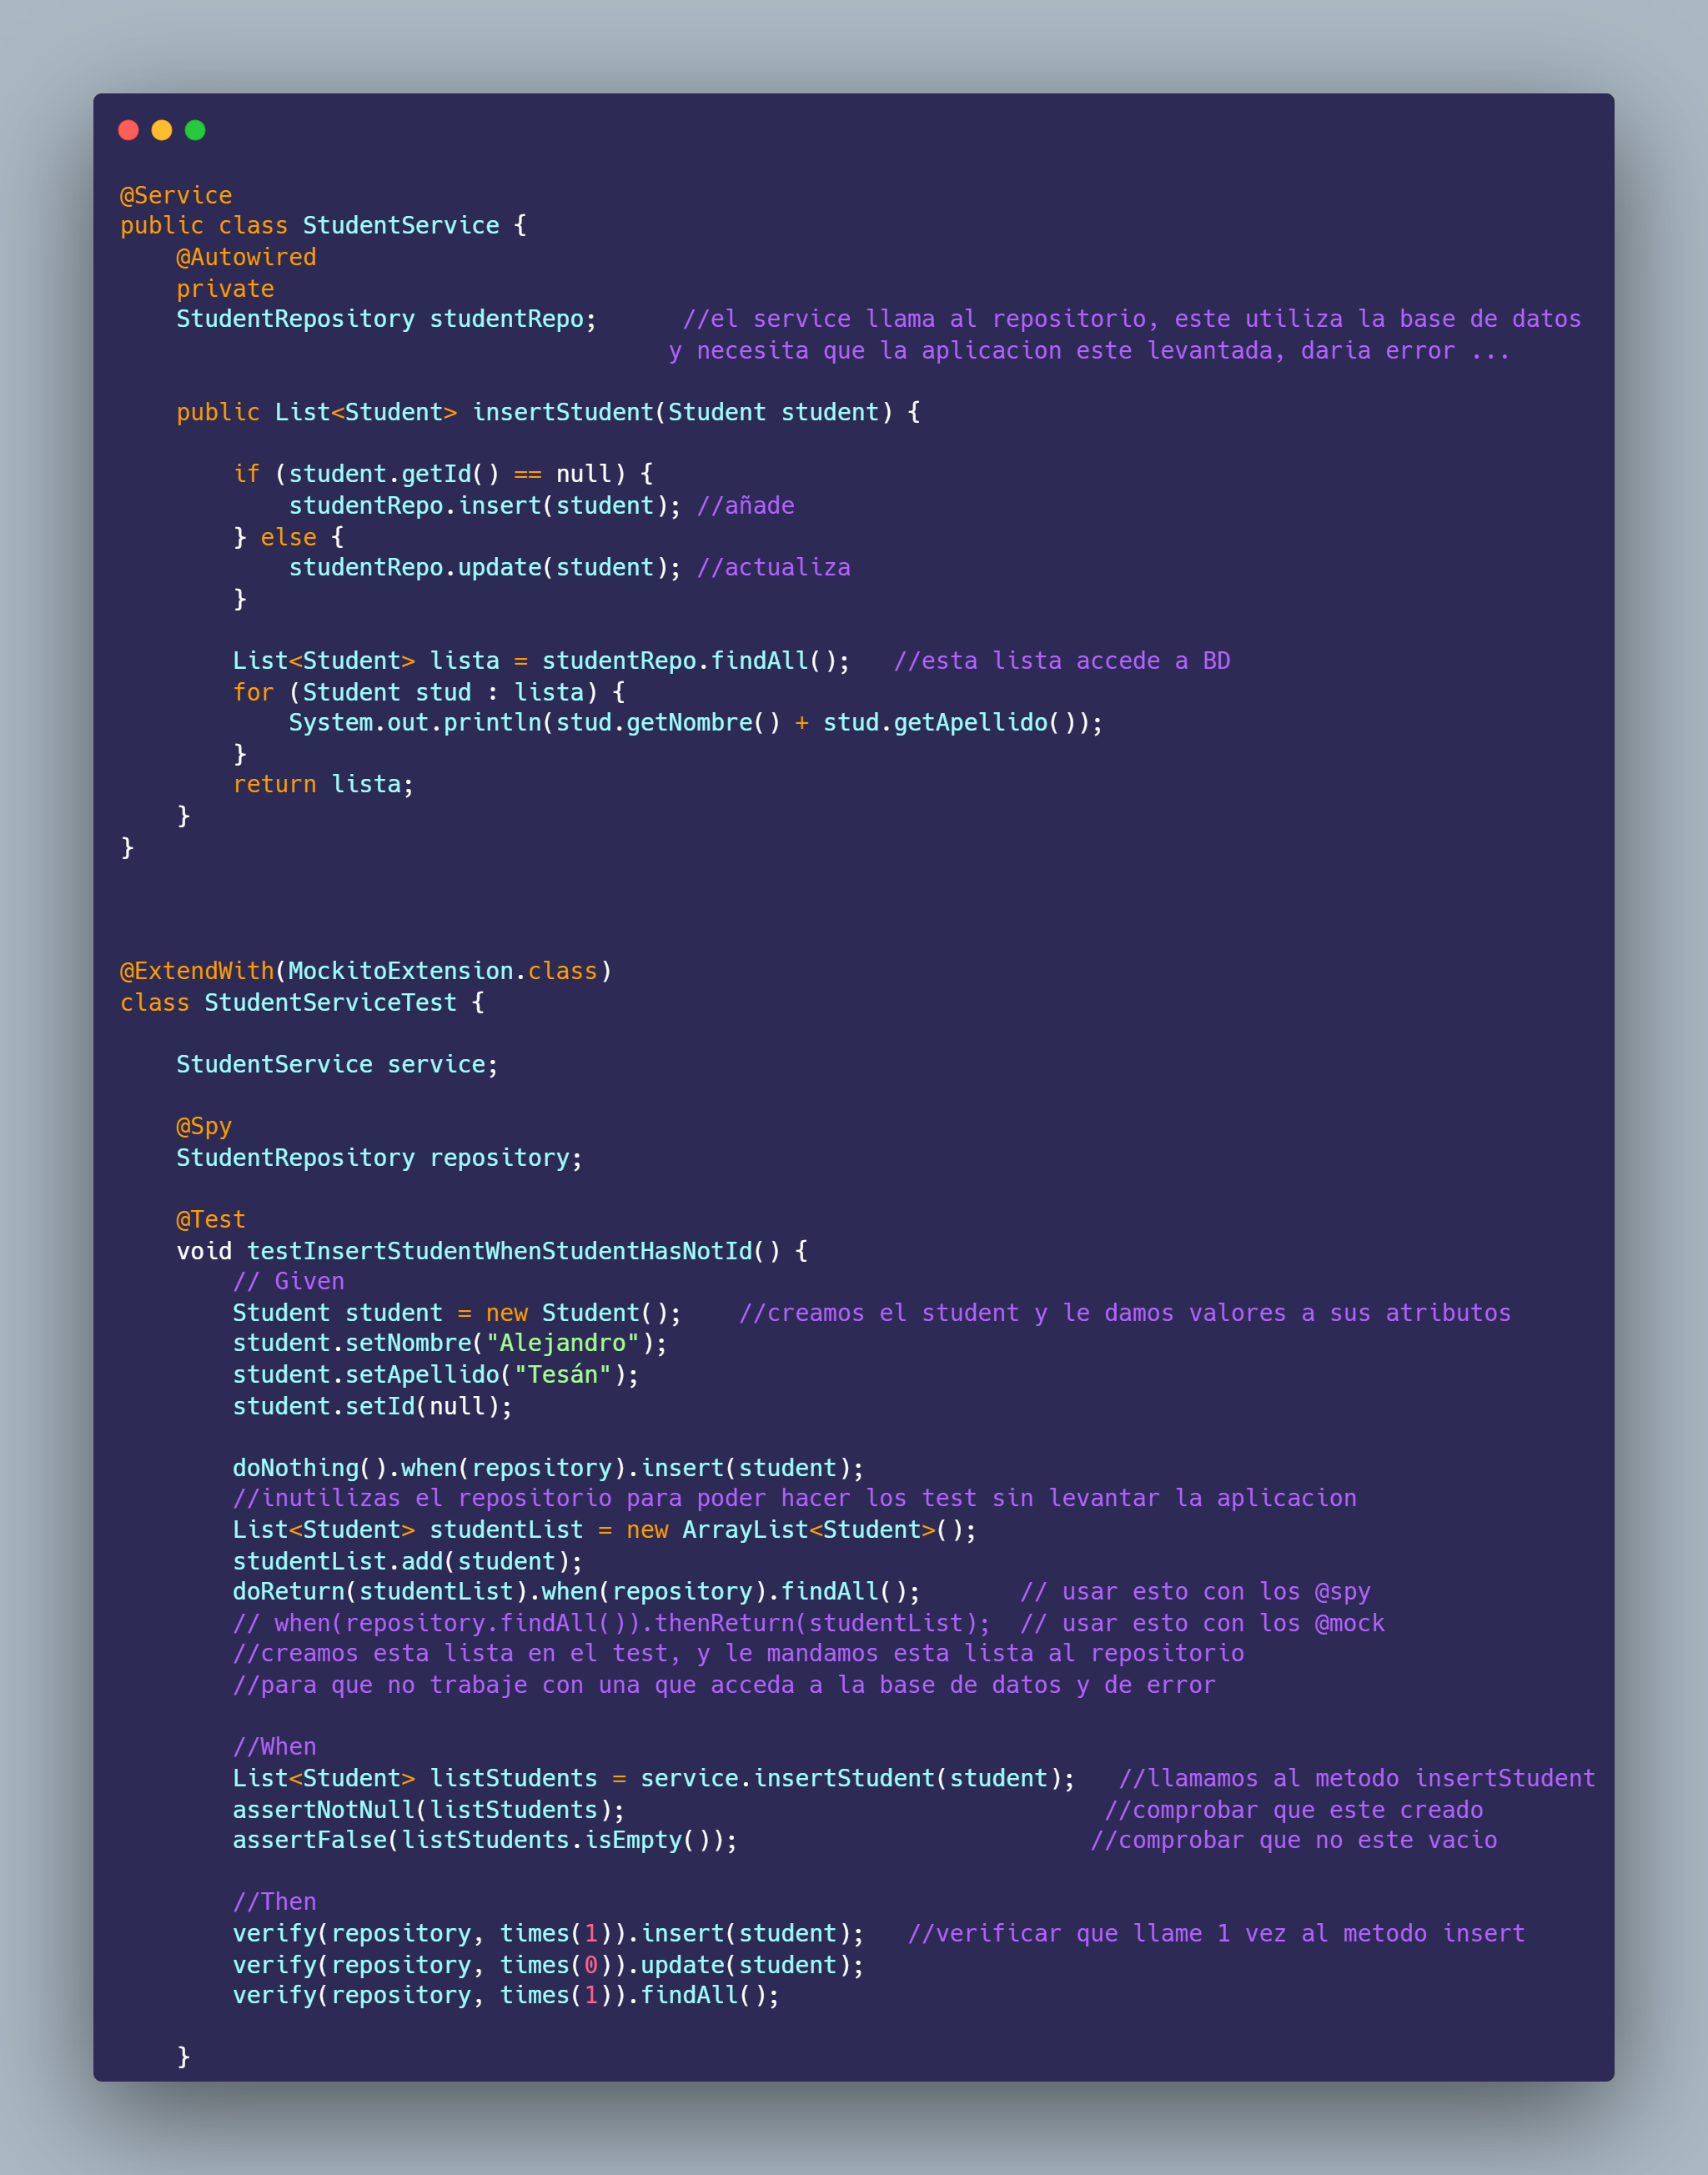 @Service
public class StudentService {
    @Autowired
    private
    StudentRepository studentRepo;      //el service llama al repositorio, este utiliza la base de datos
                                       y necesita que la aplicacion este levantada, daria error ...

    public List<Student> insertStudent(Student student) {

        if (student.getId() == null) {
            studentRepo.insert(student); //añade
        } else {
            studentRepo.update(student); //actualiza
        }

        List<Student> lista = studentRepo.findAll();   //esta lista accede a BD
        for (Student stud : lista) {
            System.out.println(stud.getNombre() + stud.getApellido());
        }
        return lista;
    }
}

@ExtendWith(MockitoExtension.class)
class StudentServiceTest {

    StudentService service;

    @Spy
    StudentRepository repository;

    @Test
    void testInsertStudentWhenStudentHasNotId() {
        // Given
        Student student = new Student();    //creamos el student y le damos valores a sus atributos
        student.setNombre("Alejandro");
        student.setApellido("Tesán");
        student.setId(null);

        doNothing().when(repository).insert(student);
        //inutilizas el repositorio para poder hacer los test sin levantar la aplicacion
        List<Student> studentList = new ArrayList<Student>();
        studentList.add(student);
        doReturn(studentList).when(repository).findAll();       // usar esto con los @spy
        // when(repository.findAll()).thenReturn(studentList);  // usar esto con los @mock
        //creamos esta lista en el test, y le mandamos esta lista al repositorio
        //para que no trabaje con una que acceda a la base de datos y de error

        //When
        List<Student> listStudents = service.insertStudent(student);   //llamamos al metodo insertStudent
        assertNotNull(listStudents);                                  //comprobar que este creado
        assertFalse(listStudents.isEmpty());                         //comprobar que no este vacio

        //Then
        verify(repository, times(1)).insert(student);   //verificar que llame 1 vez al metodo insert
        verify(repository, times(0)).update(student);
        verify(repository, times(1)).findAll();

    }